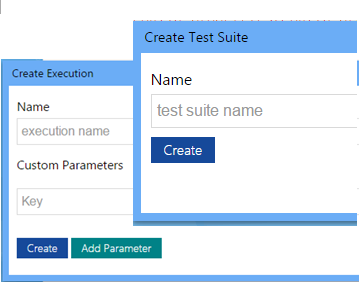 Create Test Suite
Name
test suite name
Create
Create Execution
Name
execution name
Custom Parameters
Key
Create Add Parameter